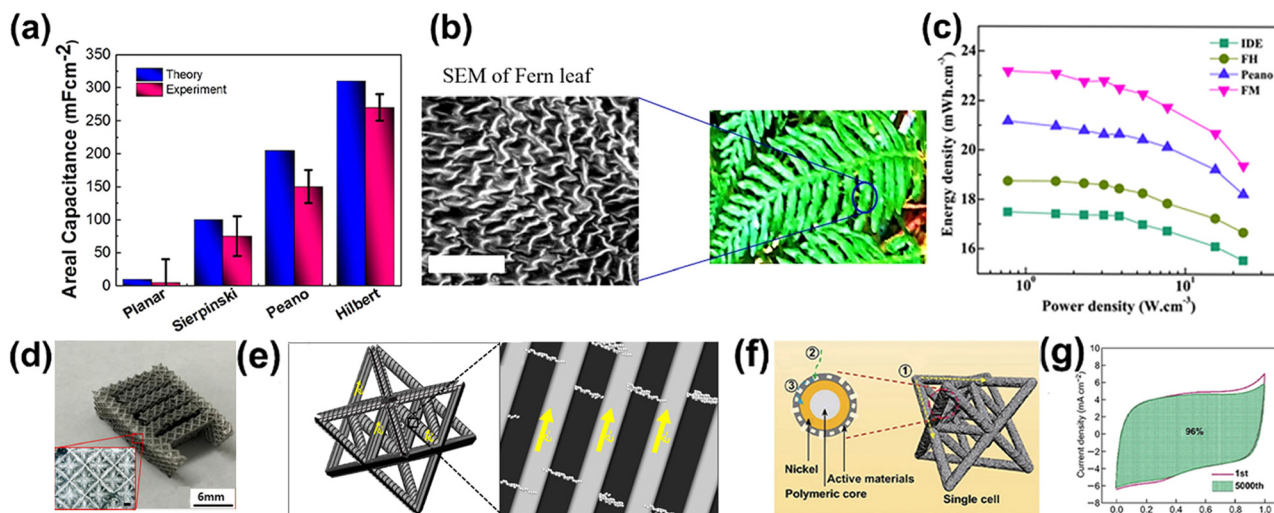 (a)
Areal Capacitance (mFcm⁻²)
350
300
250
200
150
100
50
0
Theory
Experiment
Planar
Sierpinski
Peano
Hilbert
(b)
SEM of Fern leaf
(c)
Energy density (mWh.cm⁻³)
24
22
20
18
16
IDE
FH
Peano
FM
10⁰
10¹
Power density (W.cm⁻³)
(d)
6mm
(e)
(f)
①
②
③
Nickel
Active materials
Polymeric core
Single cell
(g)
Current density (mA cm⁻²)
10
8
6
4
2
0
−2
−4
−6
−8
96%
1st
5000th
0.0
0.2
0.4
0.6
0.8
1.0